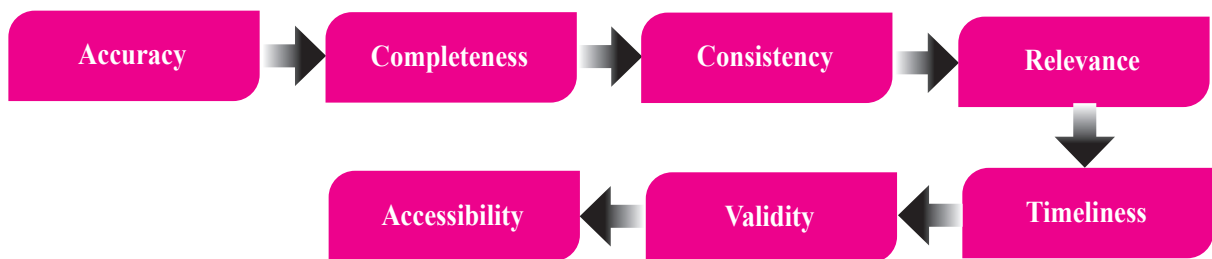 Accuracy
Completeness
Consistency
Relevance
Timeliness
Validity
Accessibility